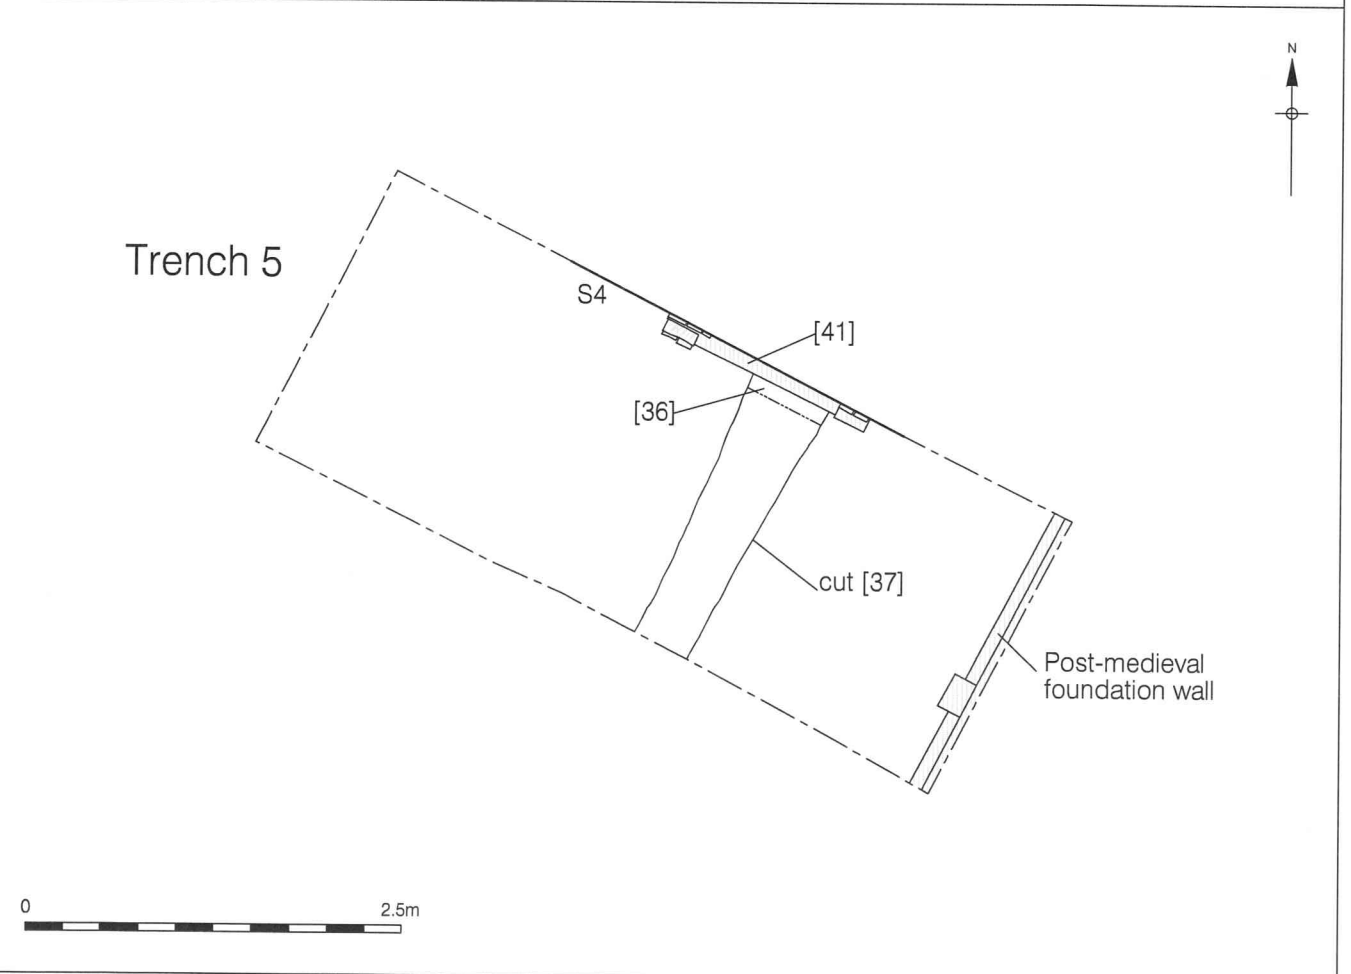 N
Trench 5
S4
[41]
[36]
cut [37]
Post-medieval
foundation wall
0
2.5m